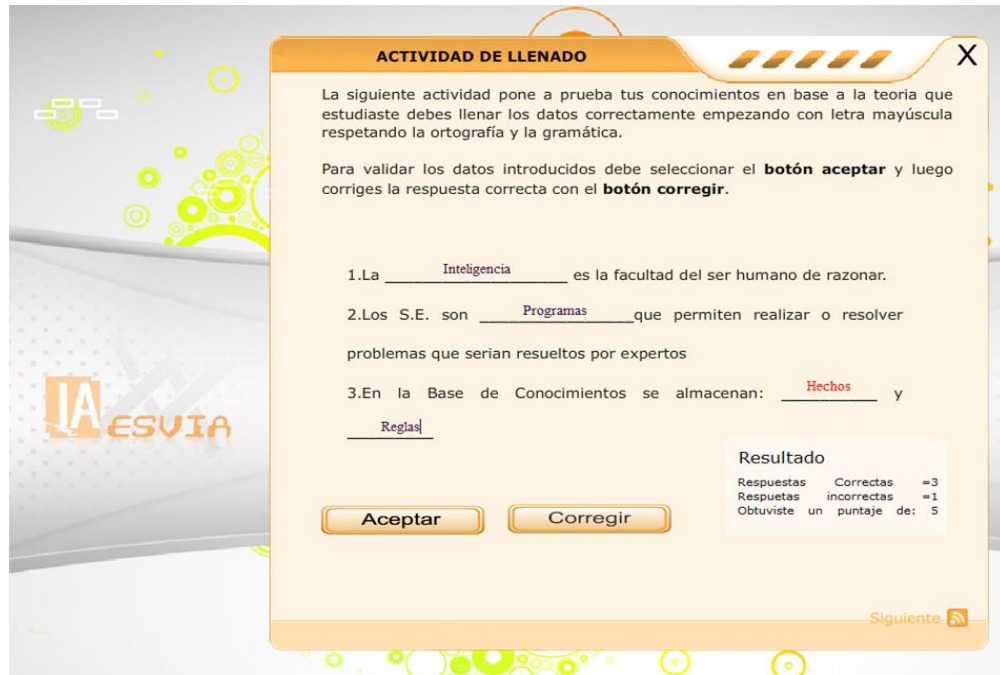 ACTIVIDAD DE LLENADO
X
La siguiente actividad pone a prueba tus conocimientos en base a la teoria que
estudiaste debes llenar los datos correctamente empezando con letra mayúscula
respetando la ortografía y la gramática.
Para validar los datos introducidos debe seleccionar el botón aceptar y luego
corriges la respuesta correcta con el botón corregir.
1.La Inteligencia es la facultad del ser humano de razonar.
2.Los S.E. son Programas que permiten realizar o resolver
problemas que serian resueltos por expertos
3.En la Base de Conocimientos se almacenan: Hechos y
Reglas
IA ESVIA
Resultado
Respuestas Correctas =3
Respuetas incorrectas =1
Obtuviste un puntaje de: 5
Aceptar Corregir
Siguiente